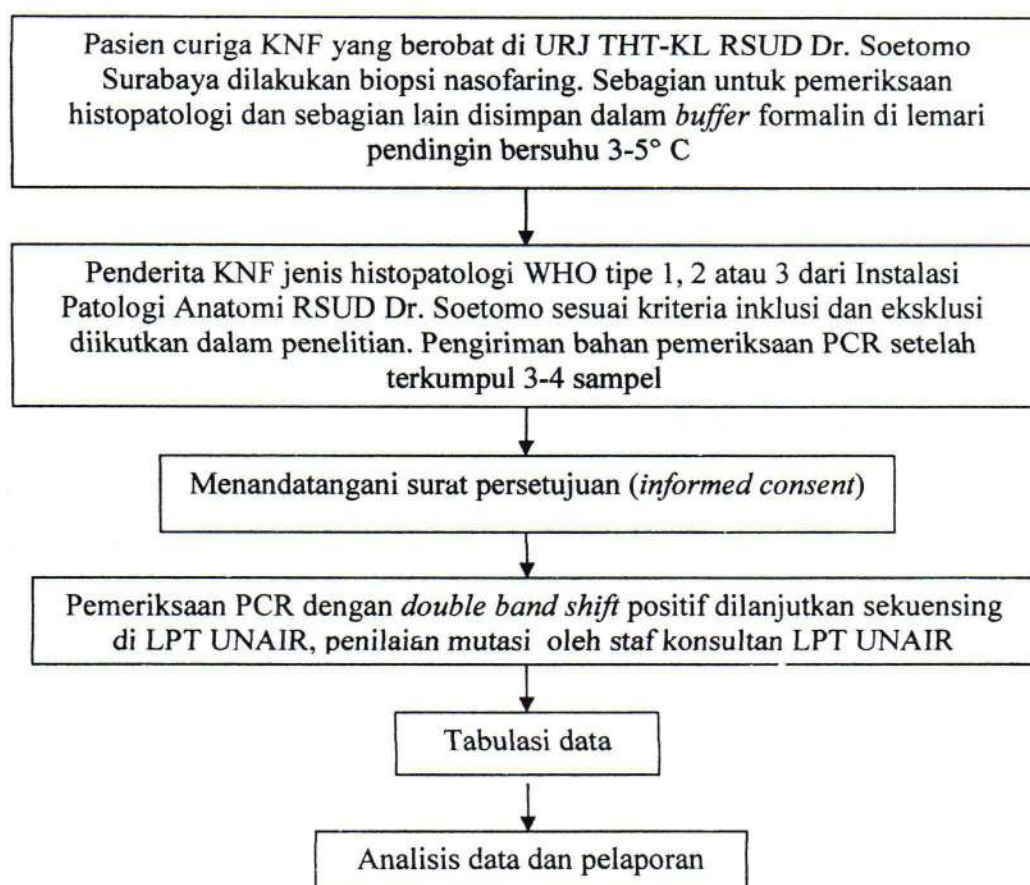 Pasien curiga KNF yang berobat di URJ THT-KL RSUD Dr. Soetomo
Surabaya dilakukan biopsi nasofaring. Sebagian untuk pemeriksaan
histopatologi dan sebagian lain disimpan dalam buffer formalin di lemari
pendingin bersuhu 3-5° C
Penderita KNF jenis histopatologi WHO tipe 1, 2 atau 3 dari Instalasi
Patologi Anatomi RSUD Dr. Soetomo sesuai kriteria inklusi dan eksklusi
diikutkan dalam penelitian. Pengiriman bahan pemeriksaan PCR setelah
terkumpul 3-4 sampel
Menandatangani surat persetujuan (informed consent)
Pemeriksaan PCR dengan double band shift positif dilanjutkan sekuensing
di LPT UNAIR, penilaian mutasi oleh staf konsultan LPT UNAIR
Tabulasi data
Analisis data dan pelaporan